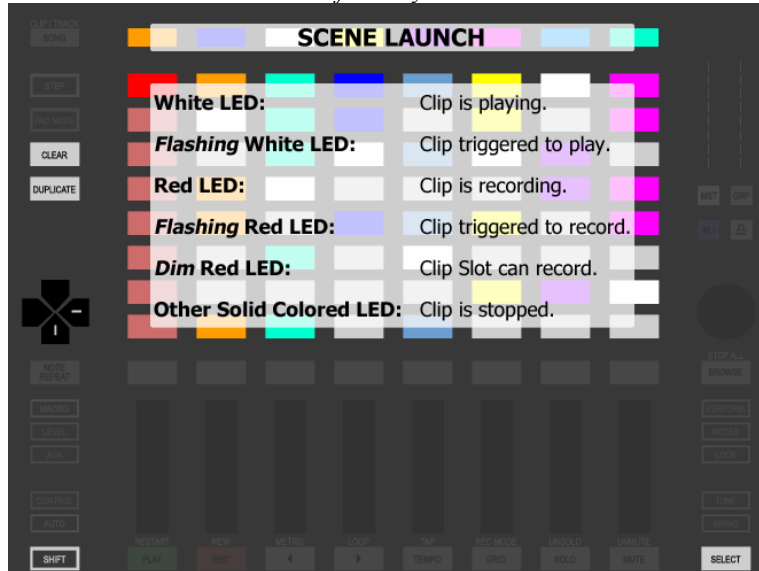 CLIP / TRACK
SONG
SCENE LAUNCH
STEP
PAD MODE
CLEAR
DUPLICATE
White LED: Clip is playing.
Flashing White LED: Clip triggered to play.
Red LED: Clip is recording.
Flashing Red LED: Clip triggered to record.
Dim Red LED: Clip Slot can record.
Other Solid Colored LED: Clip is stopped.
MST GRP
IN 1
NOTE
REPEAT
STOP ALL
BROWSE
MACRO
LEVEL
AUX
PERFORM
NOTES
LOCK
CONTROL
AUTO
TUNE
SWING
RESTART NEW METRO LOOP TAP REC MODE UNSOLO UNMUTE
SHIFT PLAY REC TEMPO GRID SOLO MUTE SELECT